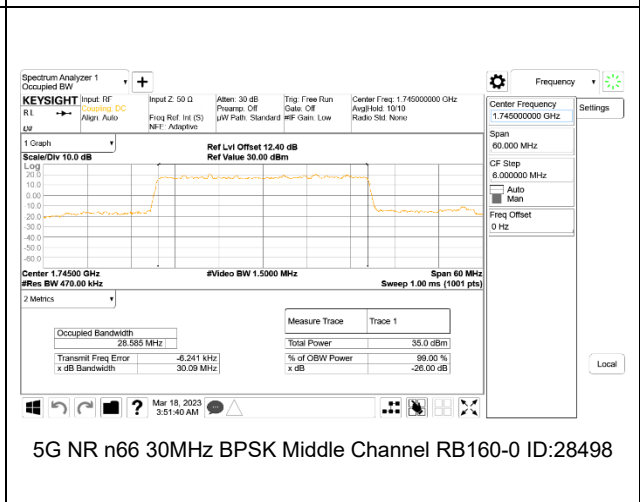 Spectrum Analyzer 1
Occupied BW
+
Frequency
KEYSIGHT Input: RF Input Z: 50 Ω Atten: 30 dB Trig: Free Run Center Freq: 1.745000000 GHz
R L Coupling: DC Preamp: Off Gate: Off Avg|Hold: 10/10
Align: Auto Freq Ref: Int (S) µW Path: Standard #IF Gain: Low Radio Std: None
NFE: Adaptive
Center Frequency
1.745000000 GHz
Settings
Span
60.000 MHz
CF Step
6.000000 MHz
Auto
Man
Freq Offset
0 Hz
Local
1 Graph
Ref Lvl Offset 12.40 dB
Scale/Div 10.0 dB Ref Value 30.00 dBm
Log
20.0
10.0
0.00
-10.0
-20.0
-30.0
-40.0
-50.0
-60.0
Center 1.74500 GHz #Video BW 1.5000 MHz Span 60 MHz
#Res BW 470.00 kHz Sweep 1.00 ms (1001 pts)
2 Metrics
Measure Trace Trace 1
Occupied Bandwidth
28.585 MHz Total Power 35.0 dBm
Transmit Freq Error -6.241 kHz % of OBW Power 99.00 %
x dB Bandwidth 30.09 MHz x dB -26.00 dB
? Mar 18, 2023
3:51:40 AM
5G NR n66 30MHz BPSK Middle Channel RB160-0 ID:28498